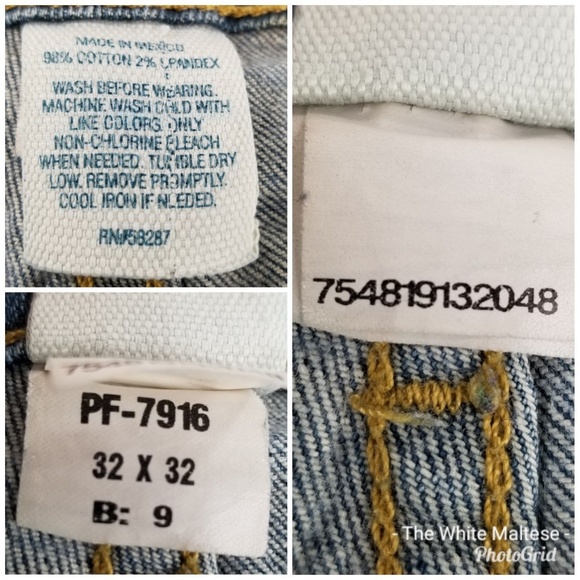 MADE IN MEXICO
98% COTTON 2% SPANDEX
WASH BEFORE WEARING.
MACHINE WASH COLD WITH
LIKE COLORS. ONLY
NON-CHLORINE BLEACH
WHEN NEEDED. TUMBLE DRY
LOW. REMOVE PROMPTLY.
COOL IRON IF NEEDED.
RN#58287
754819132048
PF-7916
32 X 32
B: 9
- The White Maltese -
PhotoGrid